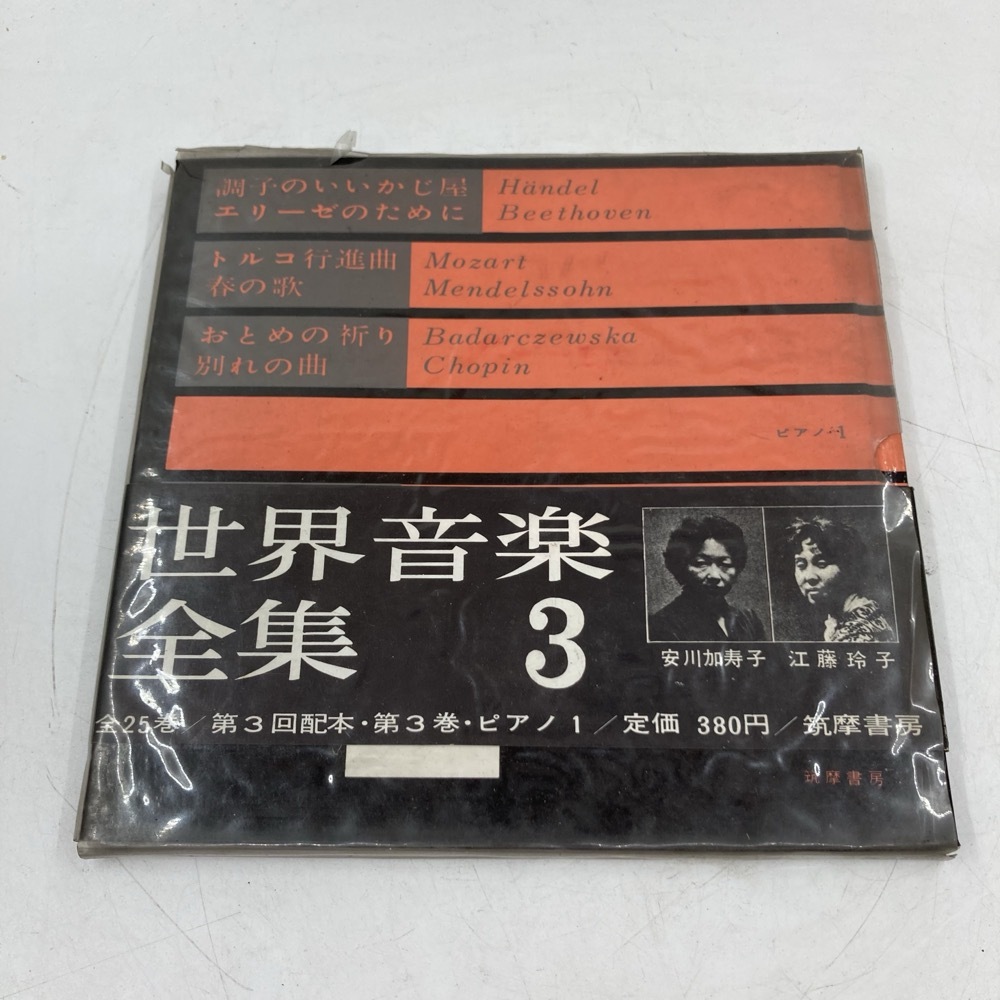 調子のいいかじ屋
エリーゼのために
Händel
Beethoven
トルコ行進曲
春の歌
Mozart
Mendelssohn
おとめの祈り
別れの曲
Badarczewska
Chopin
ピアノ・1
世界音楽
全集 3
安川加寿子 江藤玲子
全25巻／第3回配本・第3巻・ピアノ1／定価 380円／筑摩書房
筑摩書房